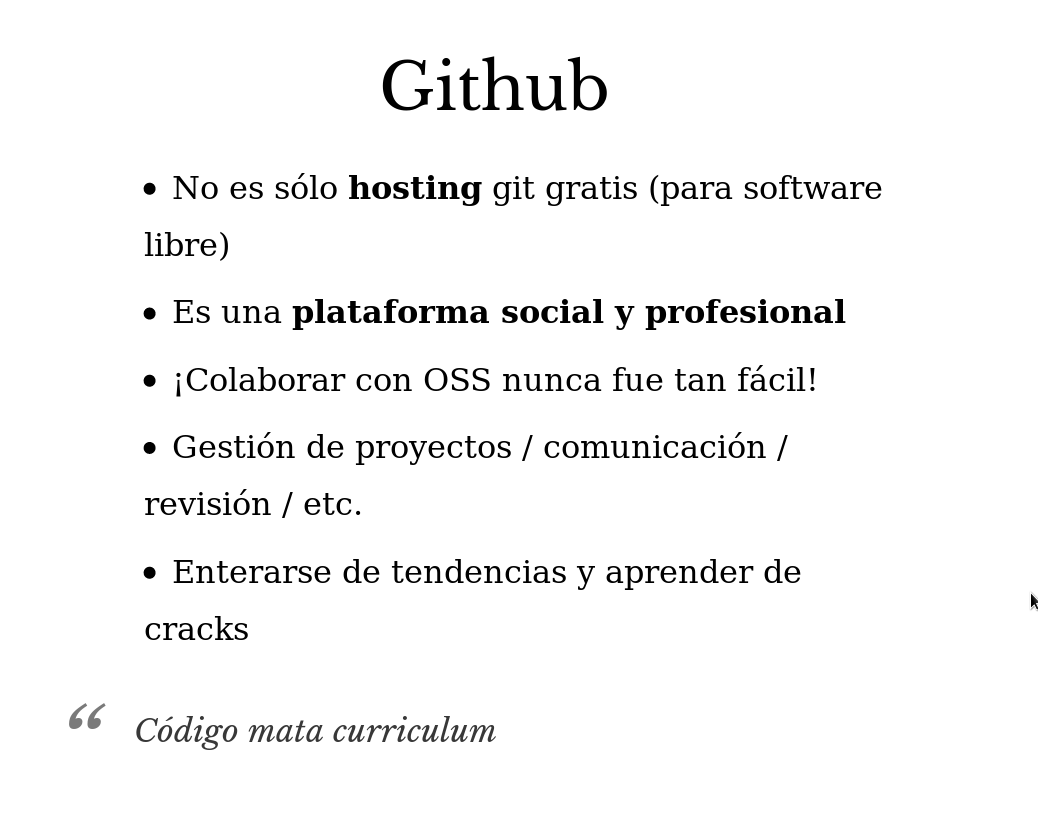 Github
• No es sólo hosting git gratis (para software
libre)
• Es una plataforma social y profesional
• ¡Colaborar con OSS nunca fue tan fácil!
• Gestión de proyectos / comunicación /
revisión / etc.
• Enterarse de tendencias y aprender de
cracks
“ Código mata curriculum